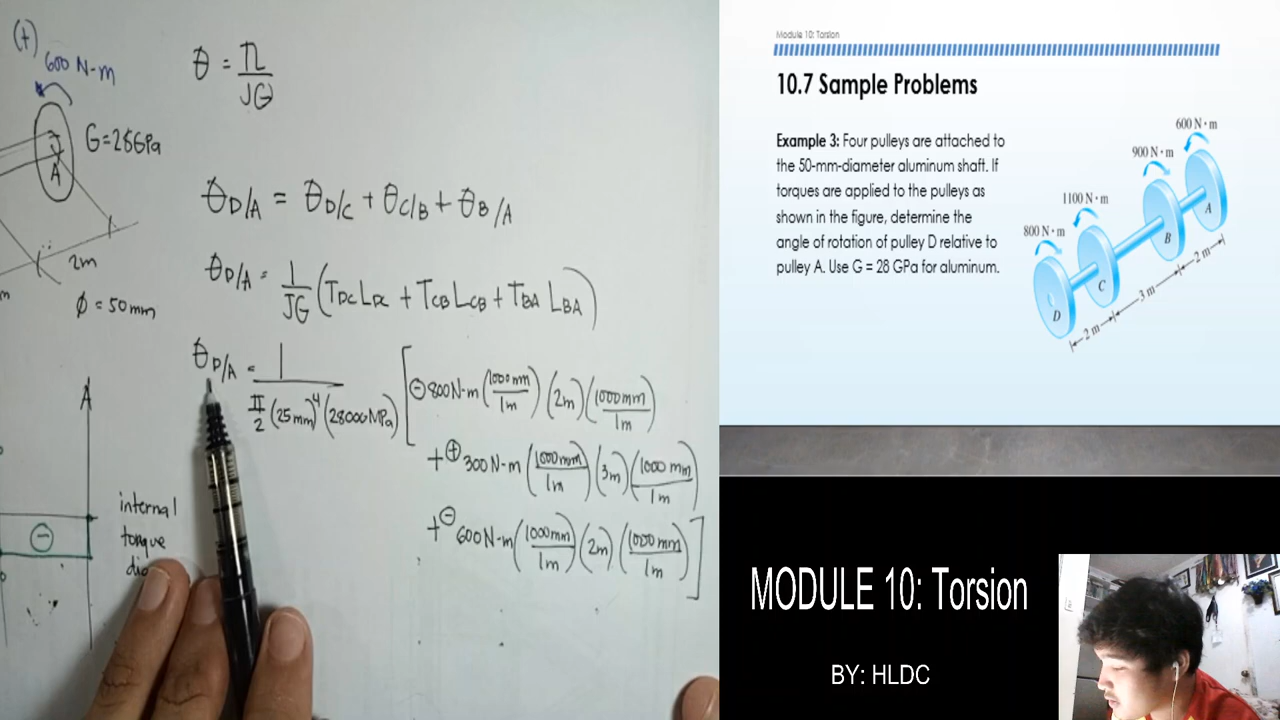 (+)
600 N-m
G=28GPa
A
2m
m
φ = 50mm
A
⊖
internal
torque
θ = TL/JG
θD/A = θD/C + θC/B + θB/A
θD/A = 1/JG (TDC LDC + TCB LCB + TBA LBA)
θD/A = 1/(π/2 (25mm)^4 (28000MPa)) [⊖800N-m (1000mm/1m) (2m) (1000mm/1m)
+⊕300N-m (1000mm/1m) (3m) (1000 mm/1m)
+⊖600N-m (1000mm/1m) (2m) (1000 mm/1m)]
Module 10: Torsion
10.7 Sample Problems
Example 3: Four pulleys are attached to
the 50-mm-diameter aluminum shaft. If
torques are applied to the pulleys as
shown in the figure, determine the
angle of rotation of pulley D relative to
pulley A. Use G = 28 GPa for aluminum.
600 N·m
900 N·m
1100 N·m
800 N·m
A
B
C
D
2 m
3 m
2 m
MODULE 10: Torsion
BY: HLDC